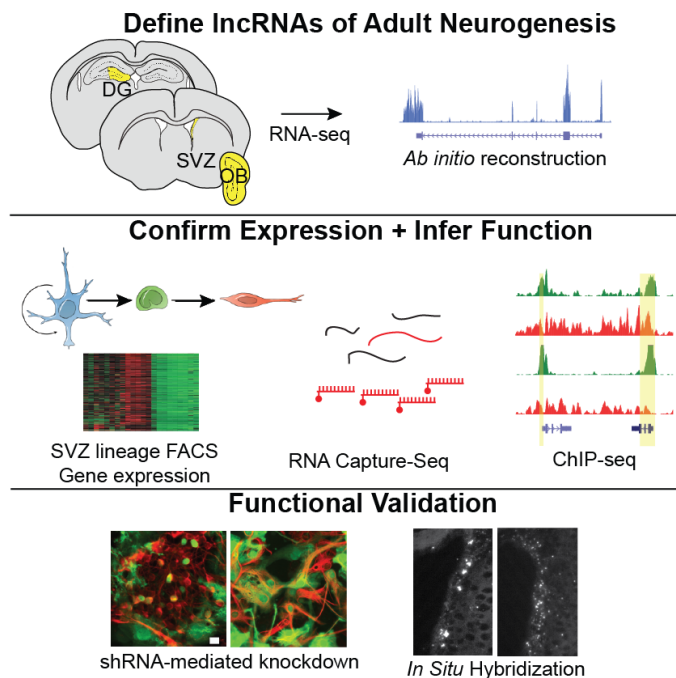 Define lncRNAs of Adult Neurogenesis
DG
RNA-seq
SVZ
OB
Ab initio reconstruction
Confirm Expression + Infer Function
SVZ lineage FACS
Gene expression
RNA Capture-Seq
ChIP-seq
Functional Validation
shRNA-mediated knockdown
In Situ Hybridization